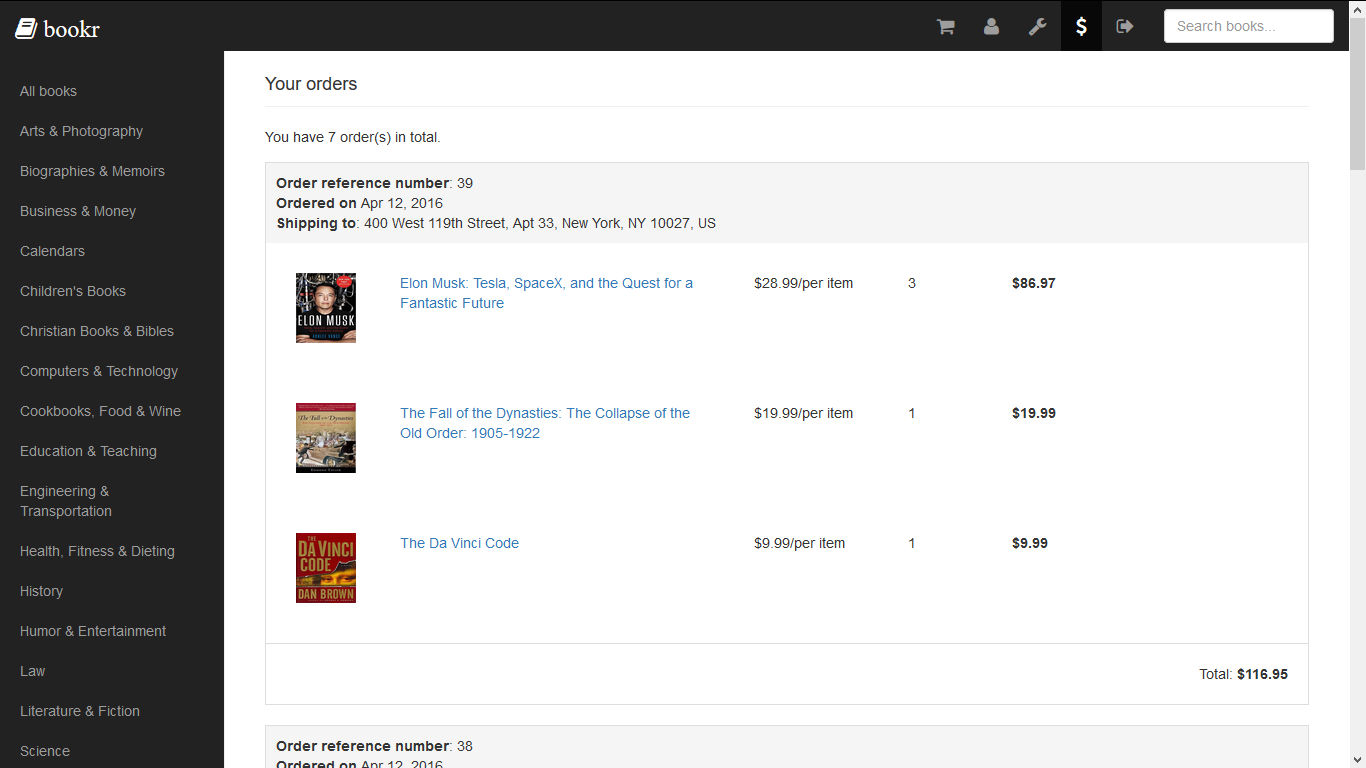 bookr
Search books...
All books
Arts & Photography
Biographies & Memoirs
Business & Money
Calendars
Children's Books
Christian Books & Bibles
Computers & Technology
Cookbooks, Food & Wine
Education & Teaching
Engineering &
Transportation
Health, Fitness & Dieting
History
Humor & Entertainment
Law
Literature & Fiction
Science
Your orders
You have 7 order(s) in total.
Order reference number: 39
Ordered on Apr 12, 2016
Shipping to: 400 West 119th Street, Apt 33, New York, NY 10027, US
ELON MUSK
Elon Musk: Tesla, SpaceX, and the Quest for a
Fantastic Future
$28.99/per item
3
$86.97
The Fall of the Dynasties
The Fall of the Dynasties: The Collapse of the
Old Order: 1905-1922
$19.99/per item
1
$19.99
THE
DA VINCI
CODE
DAN BROWN
The Da Vinci Code
$9.99/per item
1
$9.99
Total: $116.95
Order reference number: 38
Ordered on Apr 12, 2016